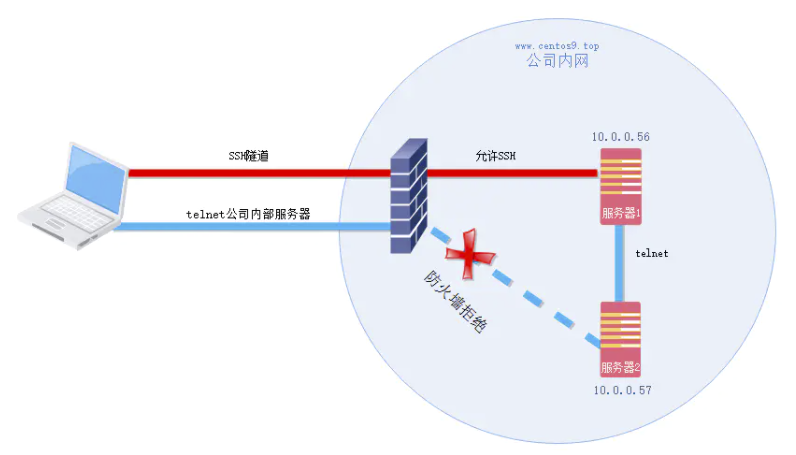 www.centos9.top
公司内网
10.0.0.56
SSH隧道
允许SSH
服务器1
telnet公司内部服务器
telnet
防火墙拒绝
服务器2
10.0.0.57